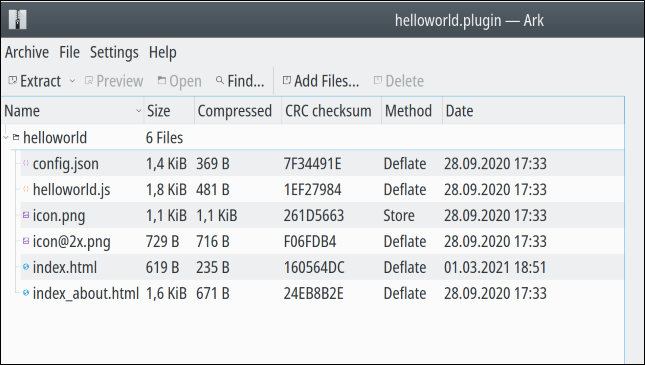 helloworld.plugin — Ark
Archive File Settings Help
Extract Preview Open Find... Add Files... Delete
Name Size Compressed CRC checksum Method Date
helloworld 6 Files
config.json 1,4 KiB 369 B 7F34491E Deflate 28.09.2020 17:33
helloworld.js 1,8 KiB 481 B 1EF27984 Deflate 28.09.2020 17:33
icon.png 1,1 KiB 1,1 KiB 261D5663 Store 28.09.2020 17:33
icon@2x.png 729 B 716 B F06FDB4 Deflate 28.09.2020 17:33
index.html 619 B 235 B 160564DC Deflate 01.03.2021 18:51
index_about.html 1,6 KiB 671 B 24EB8B2E Deflate 28.09.2020 17:33